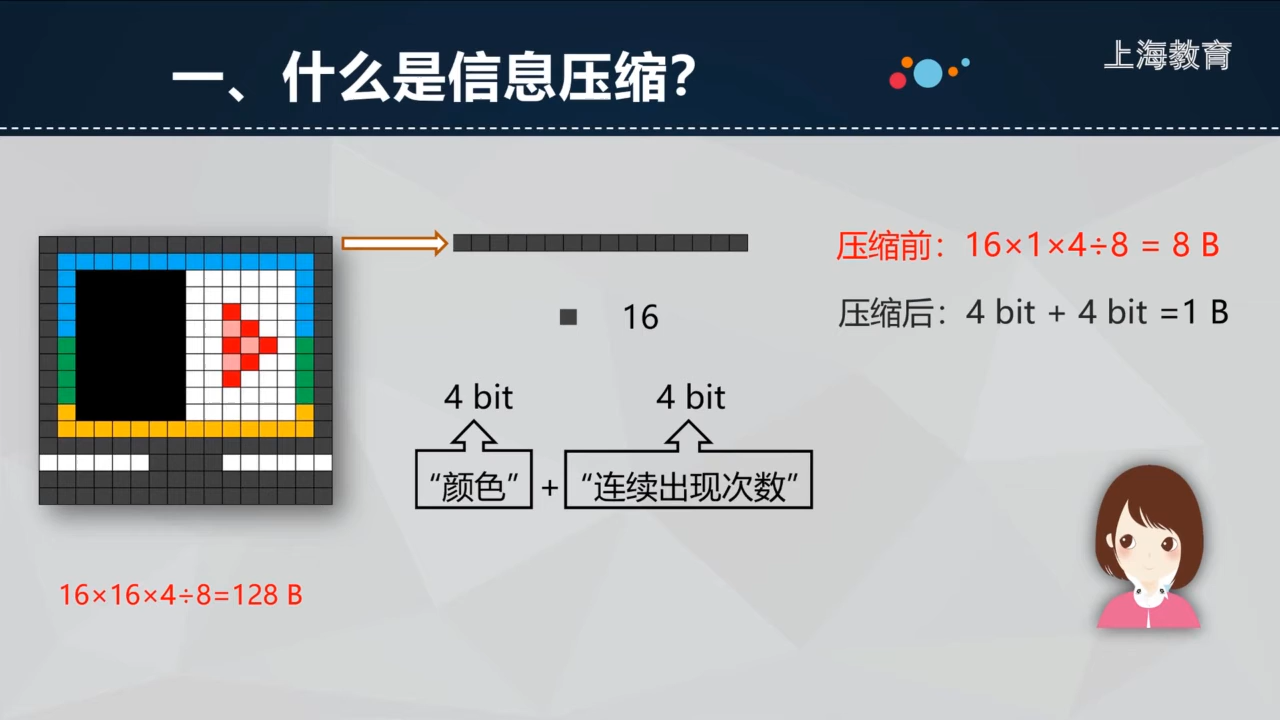 一、什么是信息压缩?
上海教育
压缩前：16×1×4÷8 = 8 B
16
压缩后：4 bit + 4 bit =1 B
4 bit
4 bit
“颜色” + “连续出现次数”
16×16×4÷8=128 B